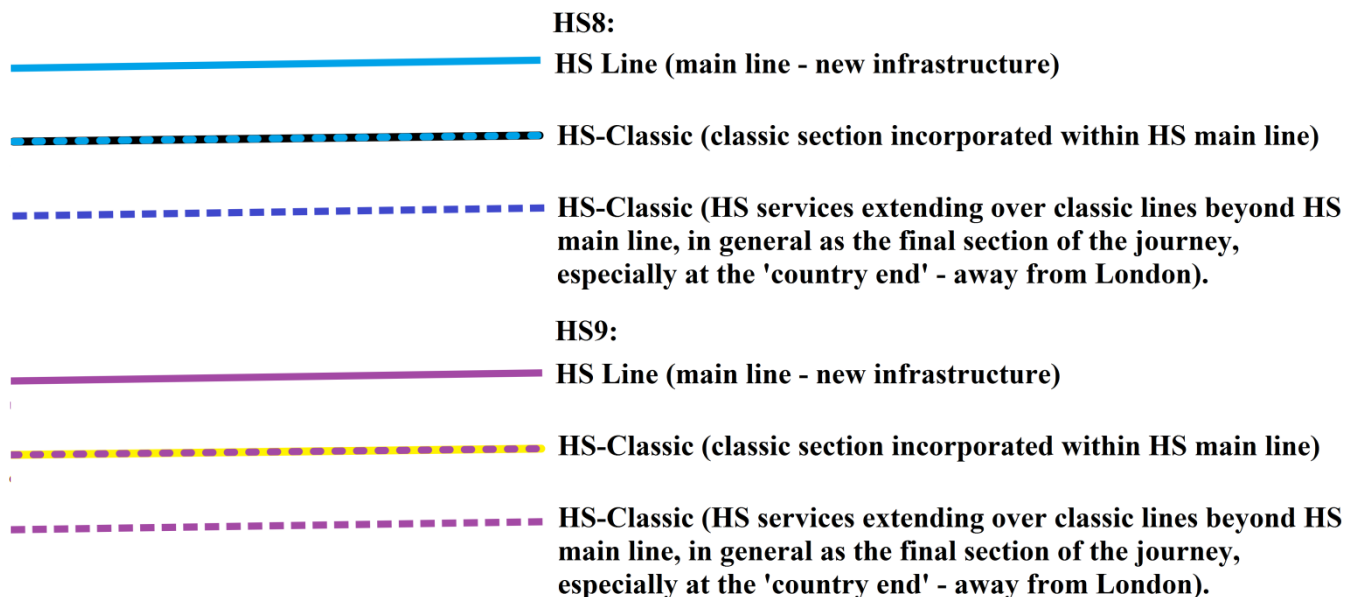 HS8:
HS Line (main line - new infrastructure)
HS-Classic (classic section incorporated within HS main line)
HS-Classic (HS services extending over classic lines beyond HS
main line, in general as the final section of the journey,
especially at the 'country end' - away from London).
HS9:
HS Line (main line - new infrastructure)
HS-Classic (classic section incorporated within HS main line)
HS-Classic (HS services extending over classic lines beyond HS
main line, in general as the final section of the journey,
especially at the 'country end' - away from London).